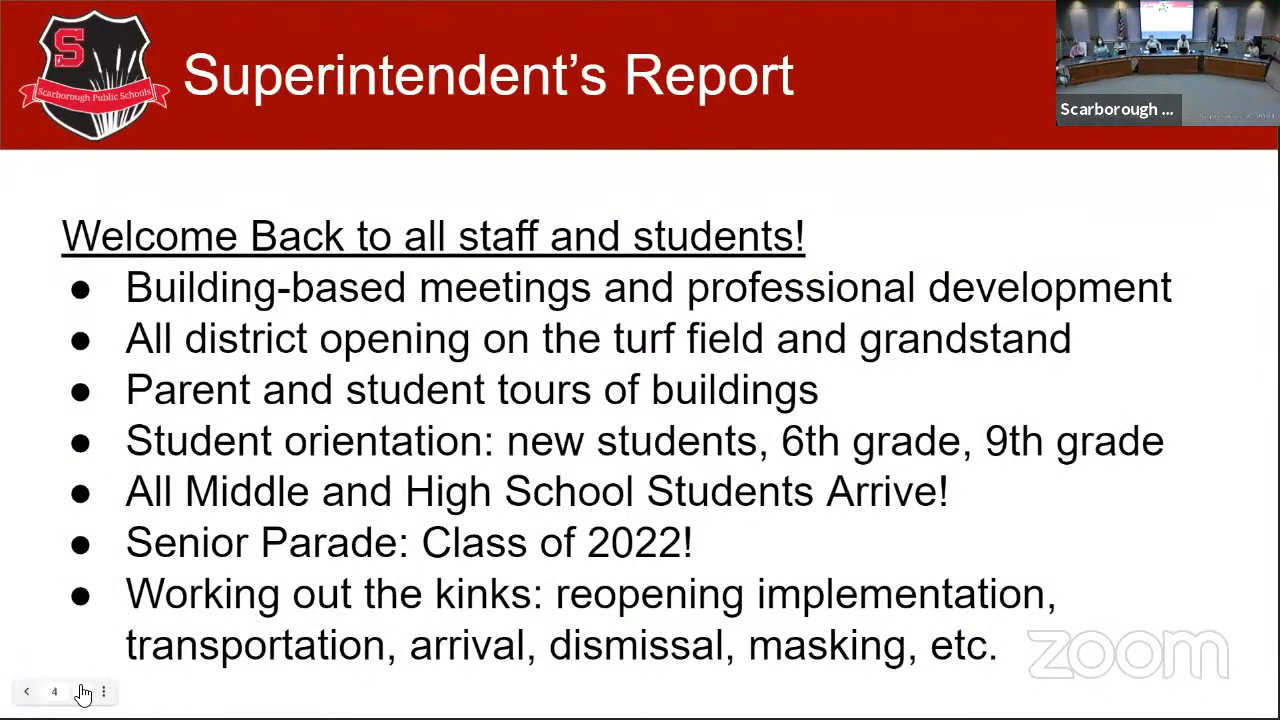 S
Scarborough Public Schools
Superintendent's Report
Scarborough ...
Welcome Back to all staff and students!
● Building-based meetings and professional development
● All district opening on the turf field and grandstand
● Parent and student tours of buildings
● Student orientation: new students, 6th grade, 9th grade
● All Middle and High School Students Arrive!
● Senior Parade: Class of 2022!
● Working out the kinks: reopening implementation,
transportation, arrival, dismissal, masking, etc.
zoom
4